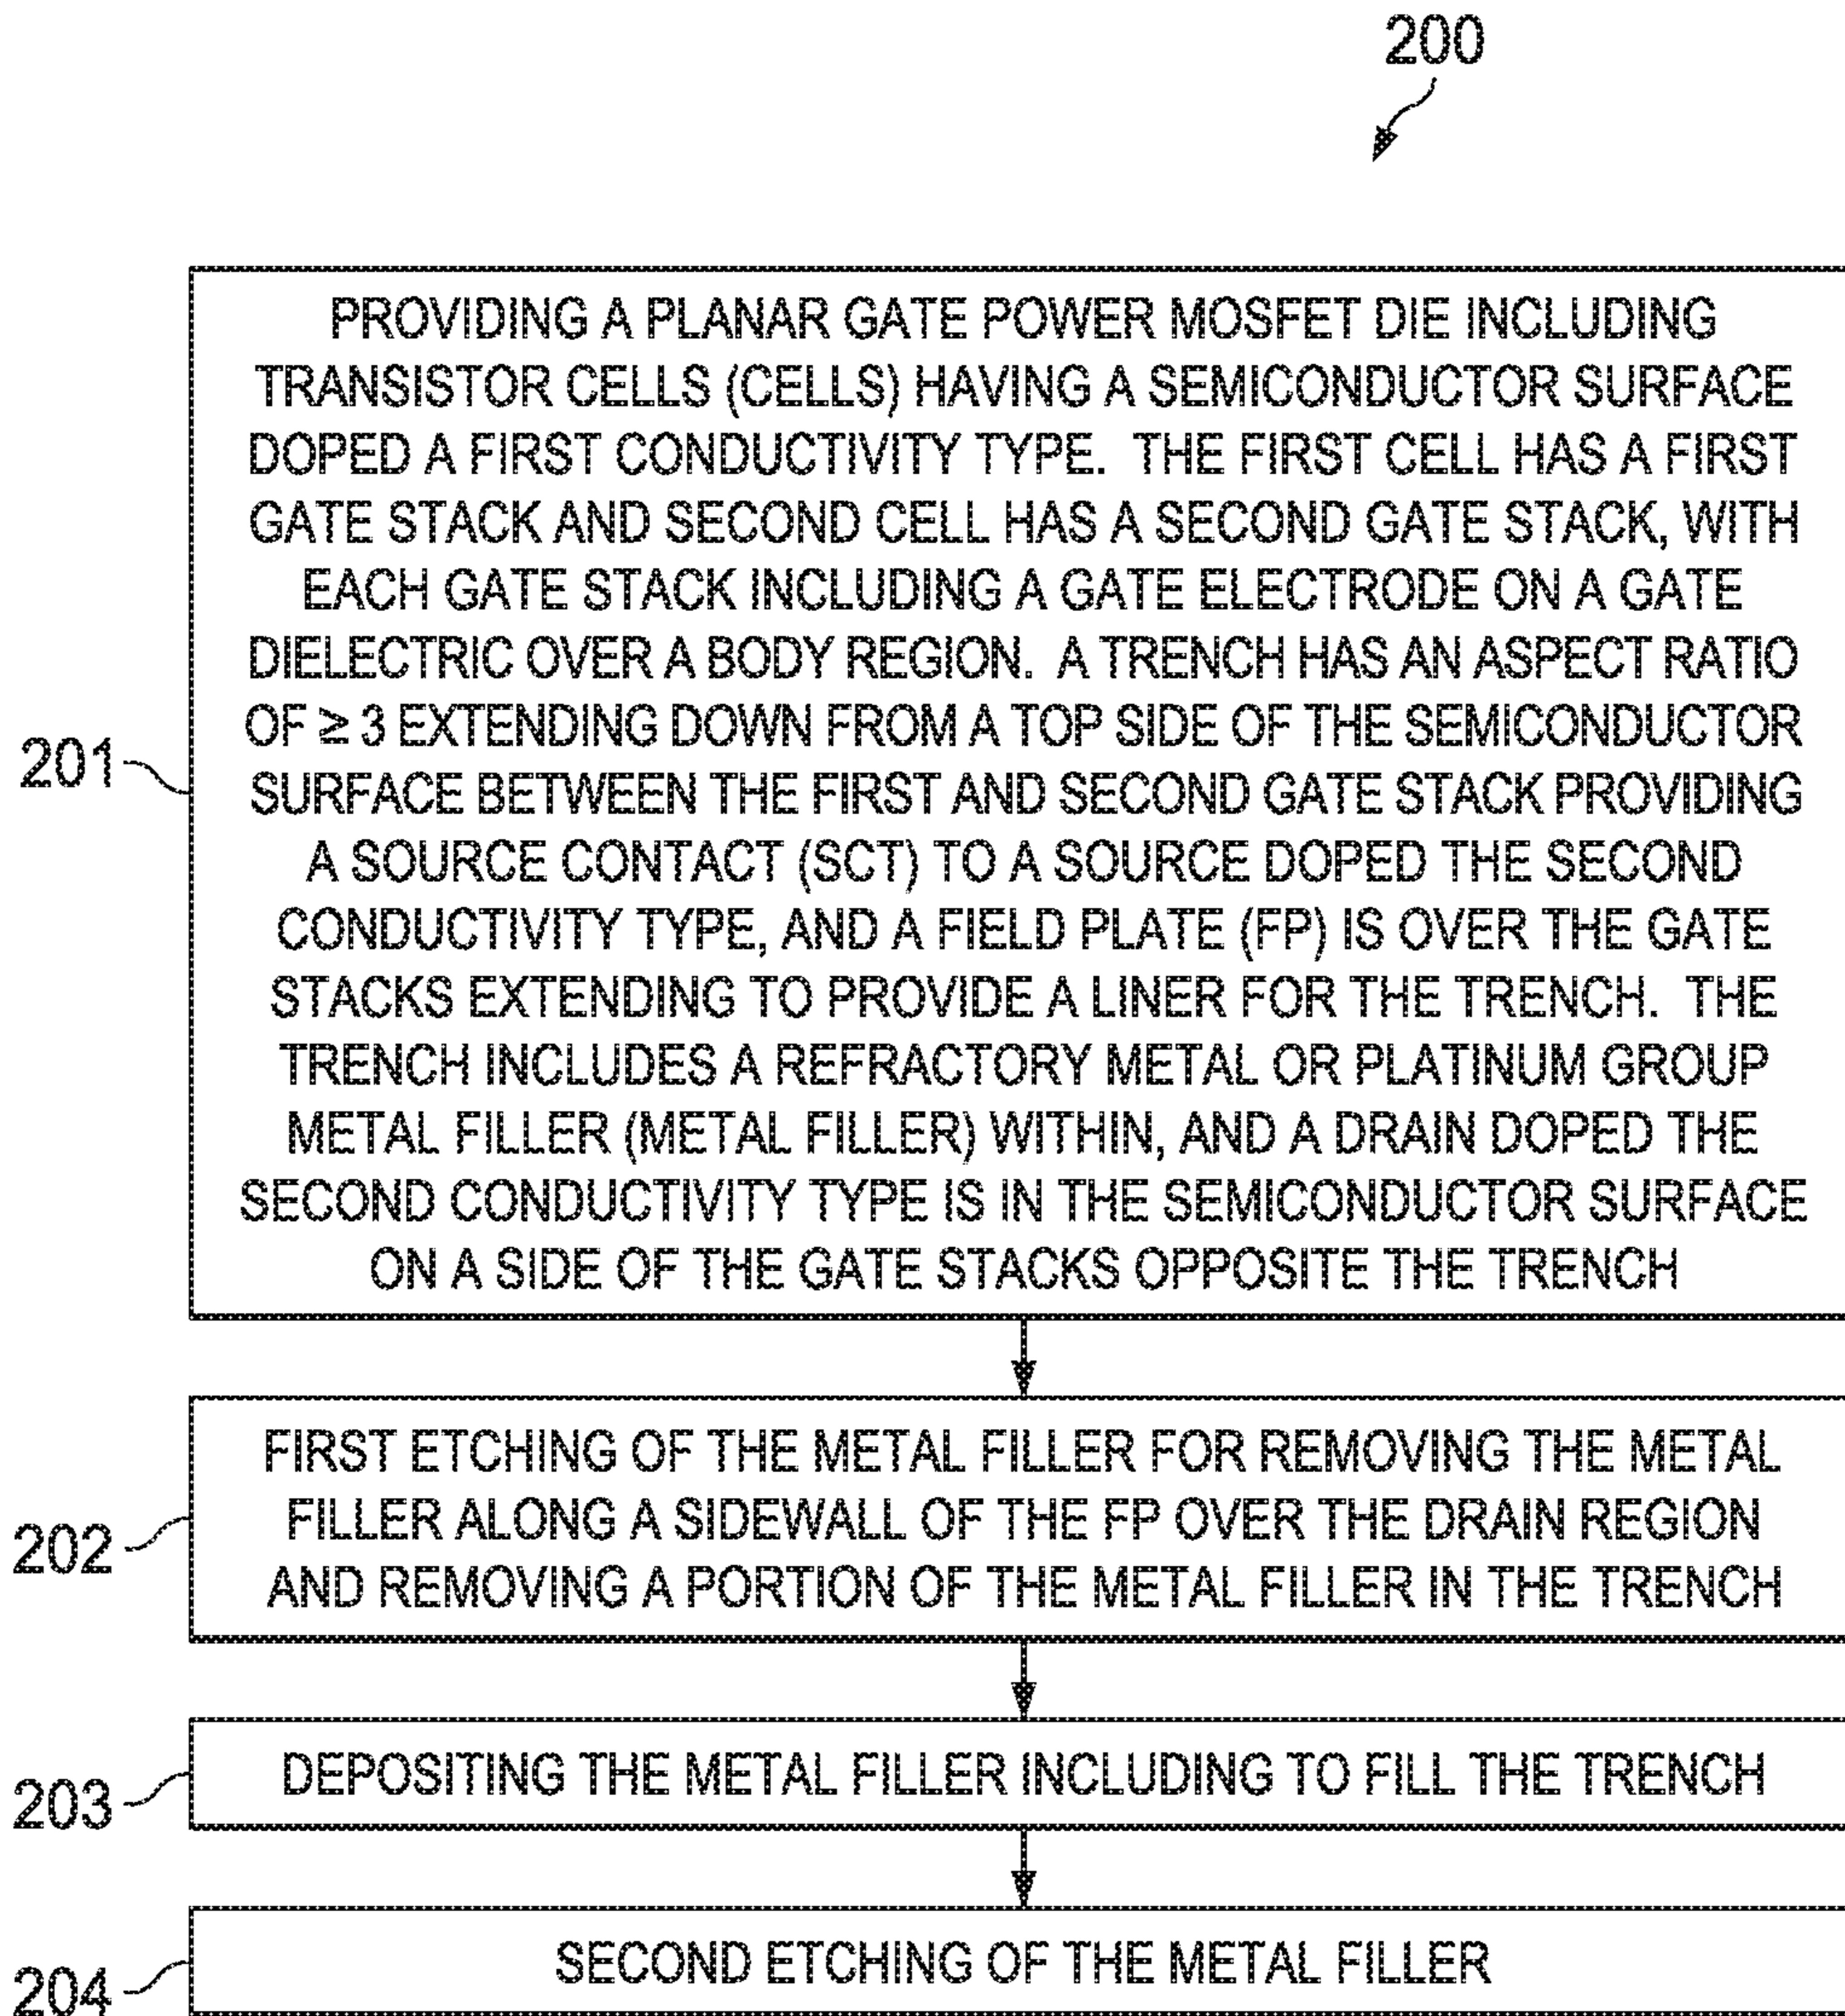 200
PROVIDING A PLANAR GATE POWER MOSFET DIE INCLUDING
TRANSISTOR CELLS (CELLS) HAVING A SEMICONDUCTOR SURFACE
DOPED A FIRST CONDUCTIVITY TYPE. THE FIRST CELL HAS A FIRST
GATE STACK AND SECOND CELL HAS A SECOND GATE STACK, WITH
EACH GATE STACK INCLUDING A GATE ELECTRODE ON A GATE
DIELECTRIC OVER A BODY REGION. A TRENCH HAS AN ASPECT RATIO
OF ≥ 3 EXTENDING DOWN FROM A TOP SIDE OF THE SEMICONDUCTOR
SURFACE BETWEEN THE FIRST AND SECOND GATE STACK PROVIDING
A SOURCE CONTACT (SCT) TO A SOURCE DOPED THE SECOND
CONDUCTIVITY TYPE, AND A FIELD PLATE (FP) IS OVER THE GATE
STACKS EXTENDING TO PROVIDE A LINER FOR THE TRENCH. THE
TRENCH INCLUDES A REFRACTORY METAL OR PLATINUM GROUP
METAL FILLER (METAL FILLER) WITHIN, AND A DRAIN DOPED THE
SECOND CONDUCTIVITY TYPE IS IN THE SEMICONDUCTOR SURFACE
ON A SIDE OF THE GATE STACKS OPPOSITE THE TRENCH
201
FIRST ETCHING OF THE METAL FILLER FOR REMOVING THE METAL
FILLER ALONG A SIDEWALL OF THE FP OVER THE DRAIN REGION
AND REMOVING A PORTION OF THE METAL FILLER IN THE TRENCH
202
DEPOSITING THE METAL FILLER INCLUDING TO FILL THE TRENCH
203
SECOND ETCHING OF THE METAL FILLER
204